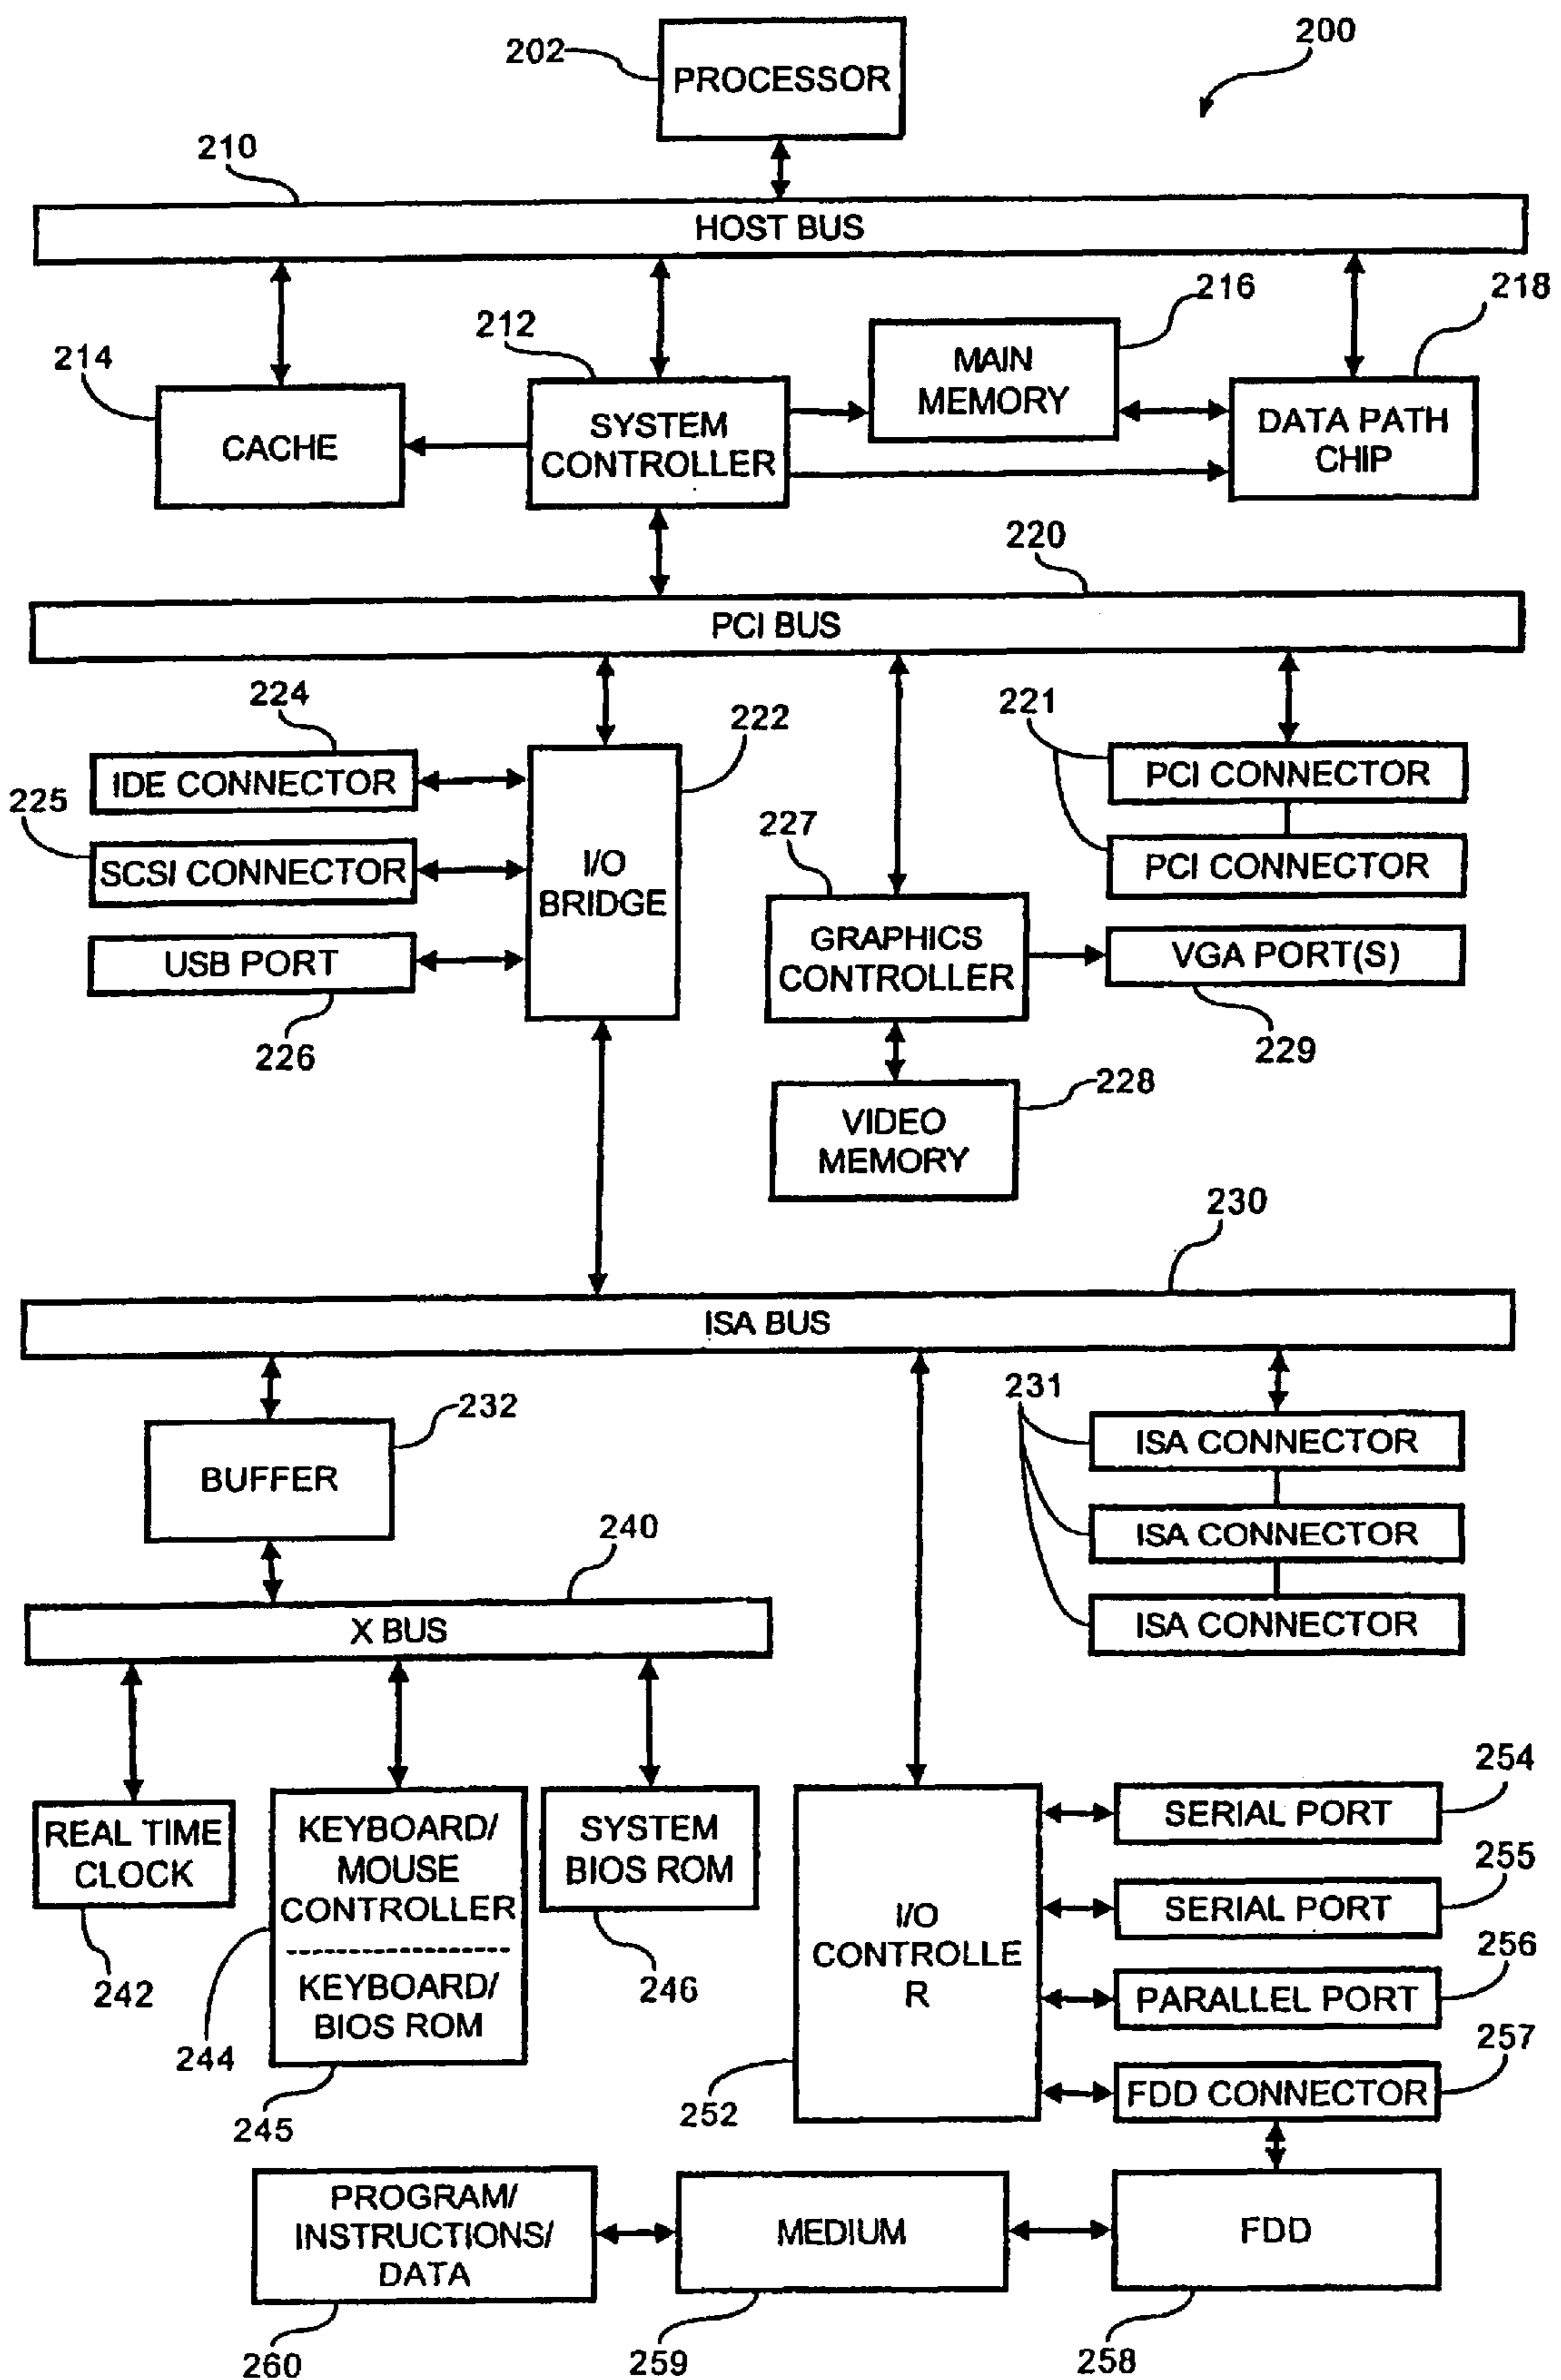 200
202
PROCESSOR
210
HOST BUS
216
218
212
214
MAIN
MEMORY
CACHE
SYSTEM
CONTROLLER
DATA PATH
CHIP
220
PCI BUS
224
222
221
IDE CONNECTOR
PCI CONNECTOR
225
227
SCSI CONNECTOR
I/O
BRIDGE
PCI CONNECTOR
USB PORT
GRAPHICS
CONTROLLER
VGA PORT(S)
226
229
228
VIDEO
MEMORY
230
ISA BUS
232
231
ISA CONNECTOR
BUFFER
240
ISA CONNECTOR
X BUS
ISA CONNECTOR
254
REAL TIME
CLOCK
KEYBOARD/
MOUSE
CONTROLLER
SYSTEM
BIOS ROM
SERIAL PORT
255
I/O
CONTROLLE
R
SERIAL PORT
256
242
246
KEYBOARD/
BIOS ROM
PARALLEL PORT
257
244
252
FDD CONNECTOR
245
PROGRAM/
INSTRUCTIONS/
DATA
MEDIUM
FDD
260
259
258